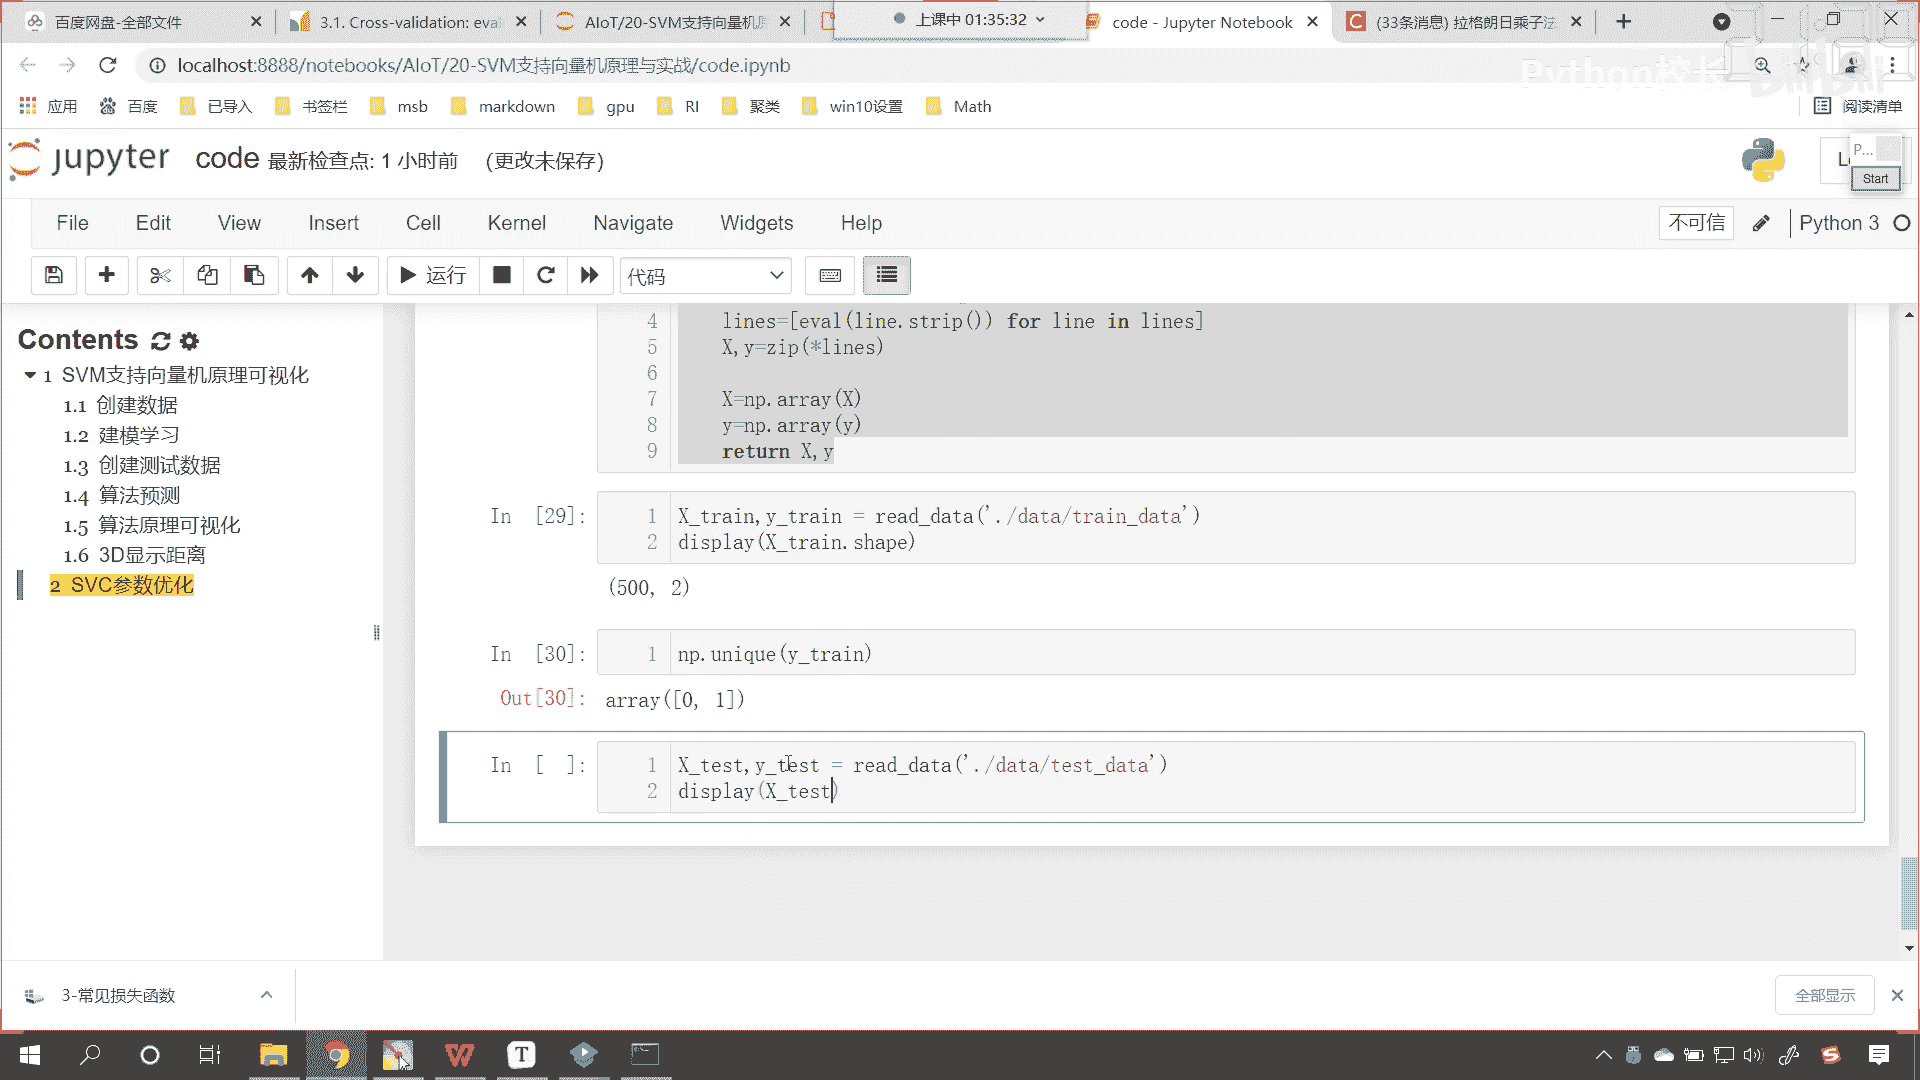 百度网盘-全部文件
3.1. Cross-validation: eva
AIoT/20-SVM支持向量机原
上课中 01:35:32
code - Jupyter Notebook
(33条消息) 拉格朗日乘子法
localhost:8888/notebooks/AIoT/20-SVM支持向量机原理与实战/code.ipynb
Python校长
bilibili
应用
百度
已导入
书签栏
msb
markdown
gpu
RI
聚类
win10设置
Math
阅读清单
jupyter
code 最新检查点: 1 小时前 (更改未保存)
P...
Start
File
Edit
View
Insert
Cell
Kernel
Navigate
Widgets
Help
不可信
Python 3
运行
代码
Contents
1 SVM支持向量机原理可视化
1.1 创建数据
1.2 建模学习
1.3 创建测试数据
1.4 算法预测
1.5 算法原理可视化
1.6 3D显示距离
2 SVC参数优化
4 lines=[eval(line.strip()) for line in lines]
5 X,y=zip(*lines)
6
7 X=np.array(X)
8 y=np.array(y)
9 return X,y
In [29]:
1 X_train,y_train = read_data('./data/train_data')
2 display(X_train.shape)
(500, 2)
In [30]:
1 np.unique(y_train)
Out[30]: array([0, 1])
In [ ]:
1 X_test,y_test = read_data('./data/test_data')
2 display(X_test)
3-常见损失函数
全部显示